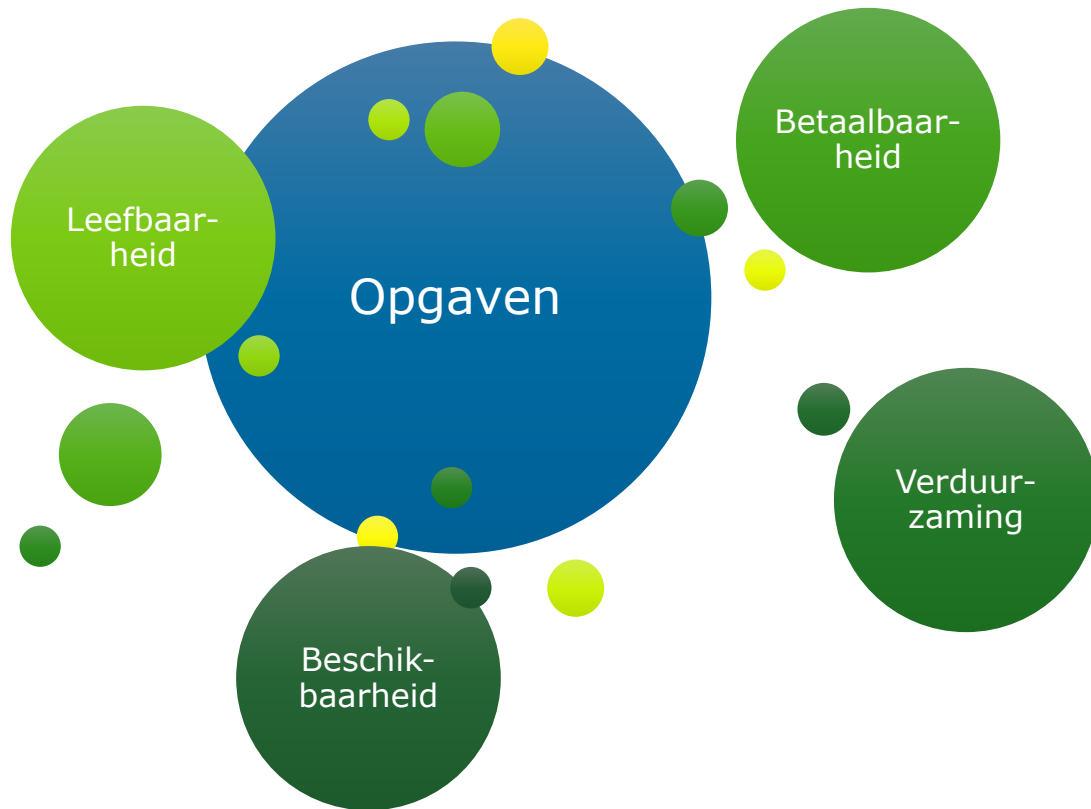 Betaalbaar-
heid
Leefbaar-
heid
Opgaven
Verduur-
zaming
Beschik-
baarheid